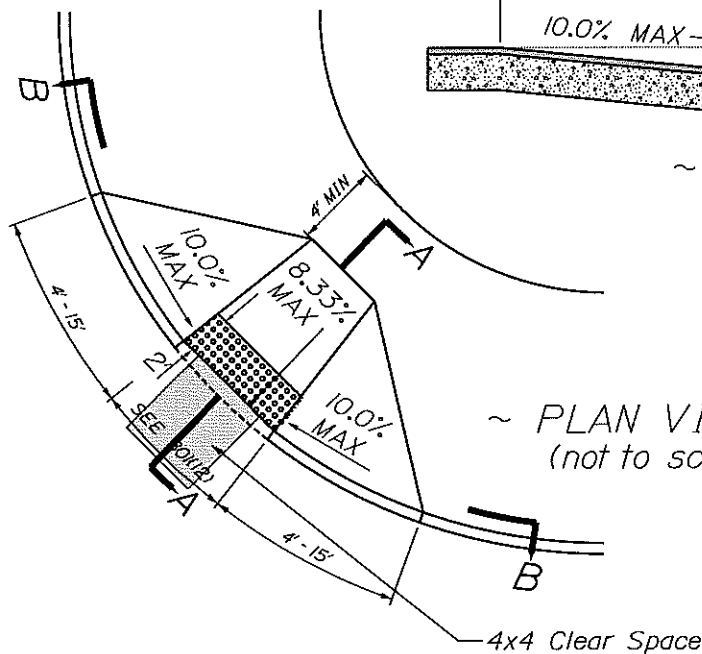 10.0% MAX
~
B
4' MIN
A
10.0%
MAX
8.33%
MAX
4' - 15'
2'
SEE
A
10.0%
MAX
~ PLAN VI
(not to sc
4' - 15'
B
4x4 Clear Space